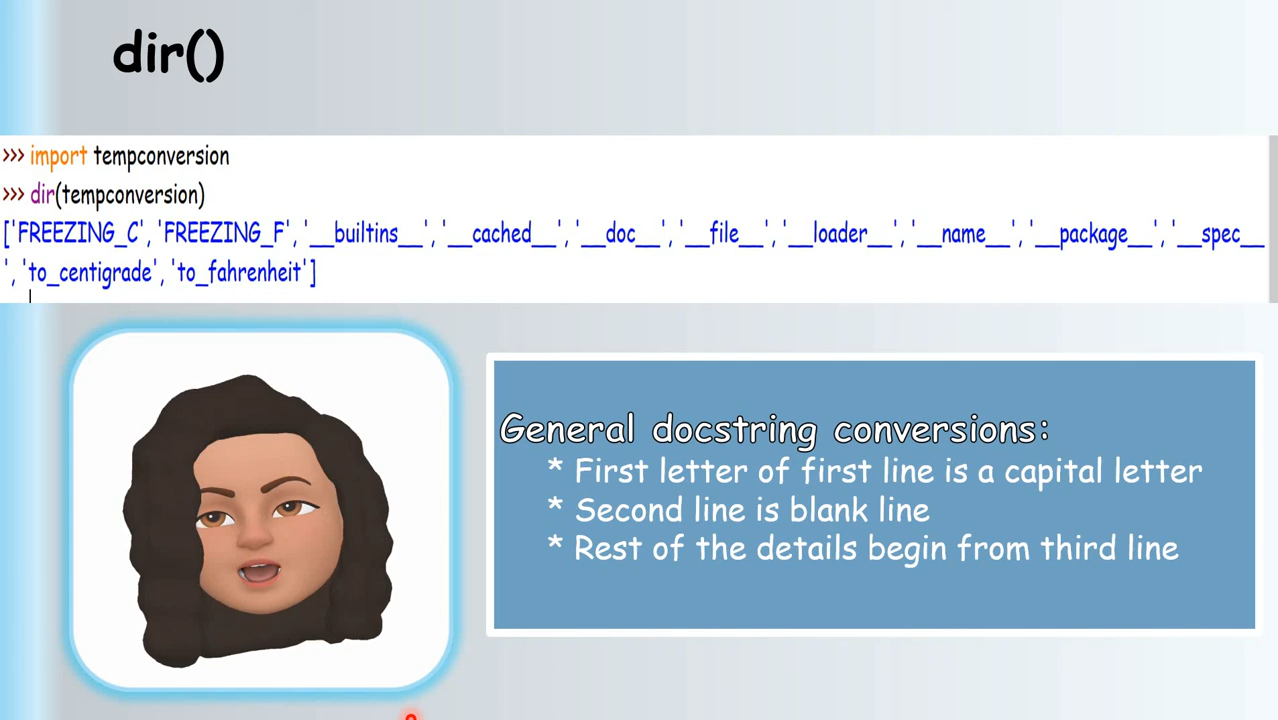 dir()
>>> import tempconversion
>>> dir(tempconversion)
['FREEZING_C', 'FREEZING_F', '__builtins__', '__cached__', '__doc__', '__file__', '__loader__', '__name__', '__package__', '__spec__
', 'to_centigrade', 'to_fahrenheit']
General docstring conversions:
* First letter of first line is a capital letter
* Second line is blank line
* Rest of the details begin from third line